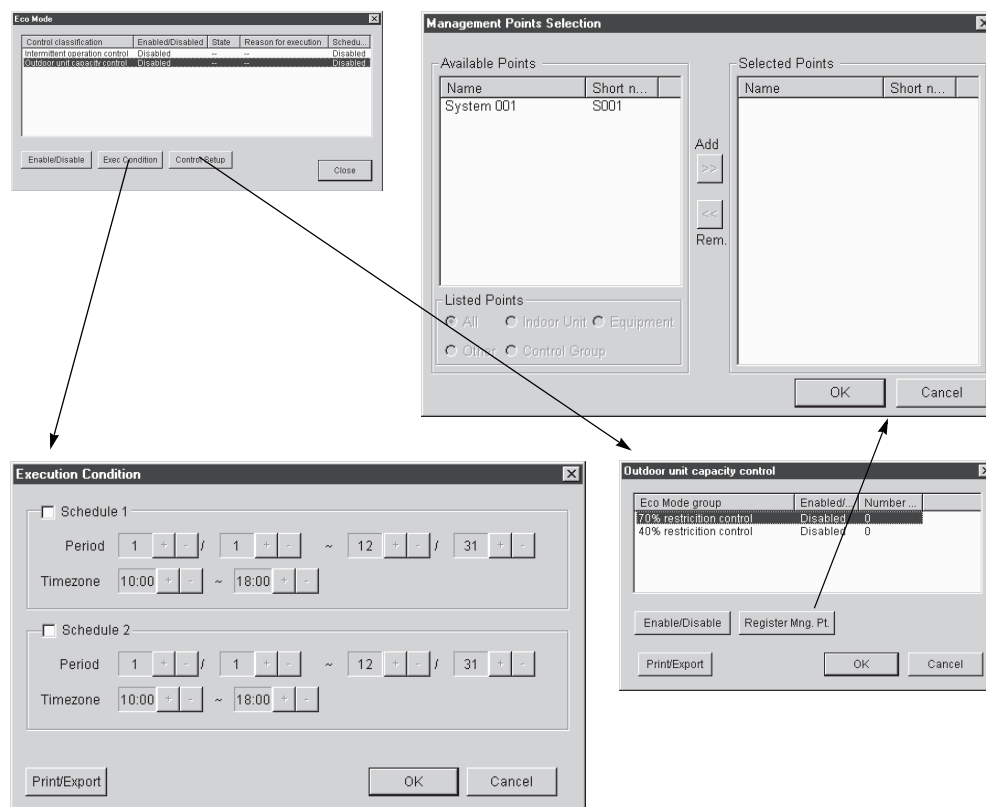 Eco Mode
Control classification Enabled/Disabled State Reason for execution Schedu...
Intermittent operation control Disabled -- -- Disabled
Outdoor unit capacity control Disabled -- -- Disabled
Enable/Disable Exec Condition Control Setup
Close
Management Points Selection
Available Points
Name Short n...
System 001 S001
Add
>>
<<
Rem.
Selected Points
Name Short n...
Listed Points
All Indoor Unit Equipment
Other Control Group
OK Cancel
Execution Condition
Schedule 1
Period 1 + - / 1 + - ~ 12 + - / 31 + -
Timezone 10:00 + - ~ 18:00 + -
Schedule 2
Period 1 + - / 1 + - ~ 12 + - / 31 + -
Timezone 10:00 + - ~ 18:00 + -
Print/Export OK Cancel
Outdoor unit capacity control
Eco Mode group Enabled/... Number ...
70% restricition control Disabled 0
40% restricition control Disabled 0
Enable/Disable Register Mng. Pt.
Print/Export OK Cancel